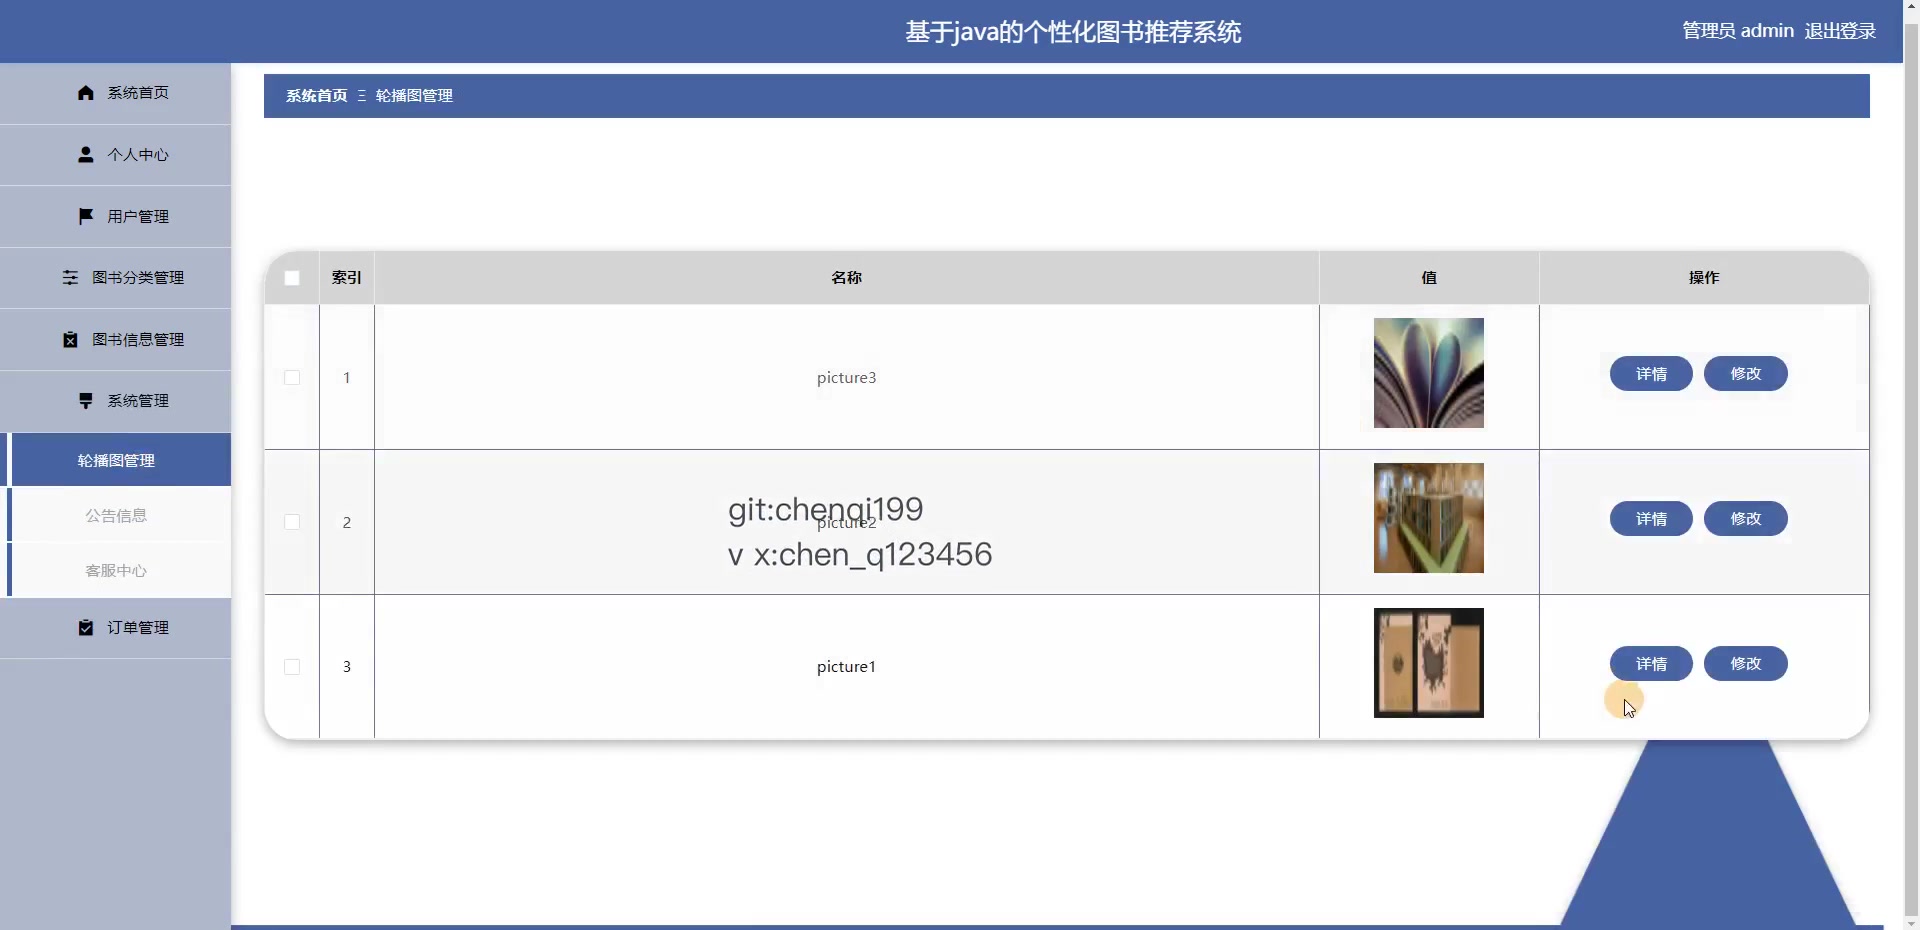 基于java的个性化图书推荐系统
管理员 admin 退出登录
系统首页
个人中心
用户管理
图书分类管理
图书信息管理
系统管理
轮播图管理
公告信息
客服中心
订单管理
系统首页 Ξ 轮播图管理
索引 名称 值 操作
1 picture3 详情 修改
2 picture2 详情 修改
git:chenqi199
v x:chen_q123456
3 picture1 详情 修改